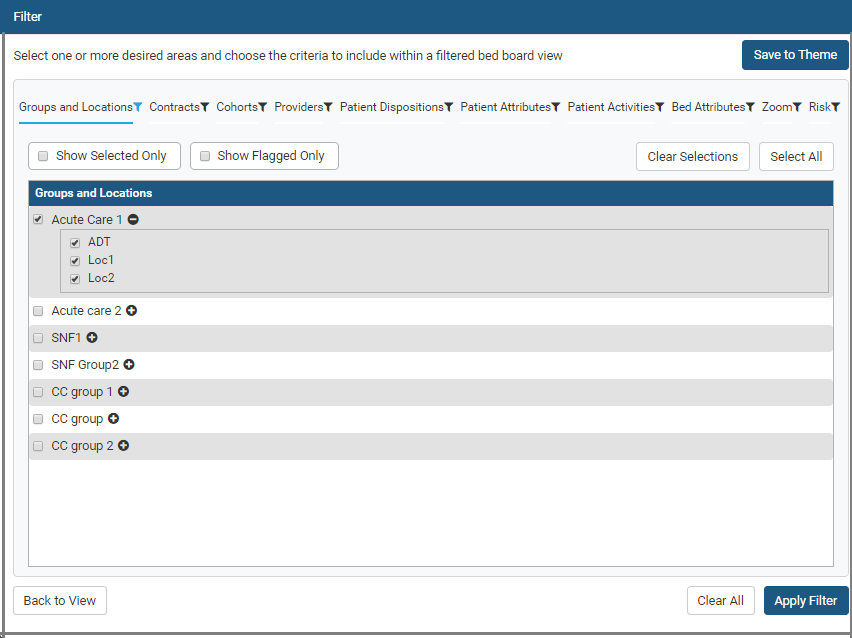 Filter
Select one or more desired areas and choose the criteria to include within a filtered bed board view
Save to Theme
Groups and Locations Contracts Cohorts Providers Patient Dispositions Patient Attributes Patient Activities Bed Attributes Zoom Risk
Show Selected Only Show Flagged Only Clear Selections Select All
Groups and Locations
Acute Care 1
ADT
Loc1
Loc2
Acute care 2
SNF1
SNF Group2
CC group 1
CC group
CC group 2
Back to View Clear All Apply Filter